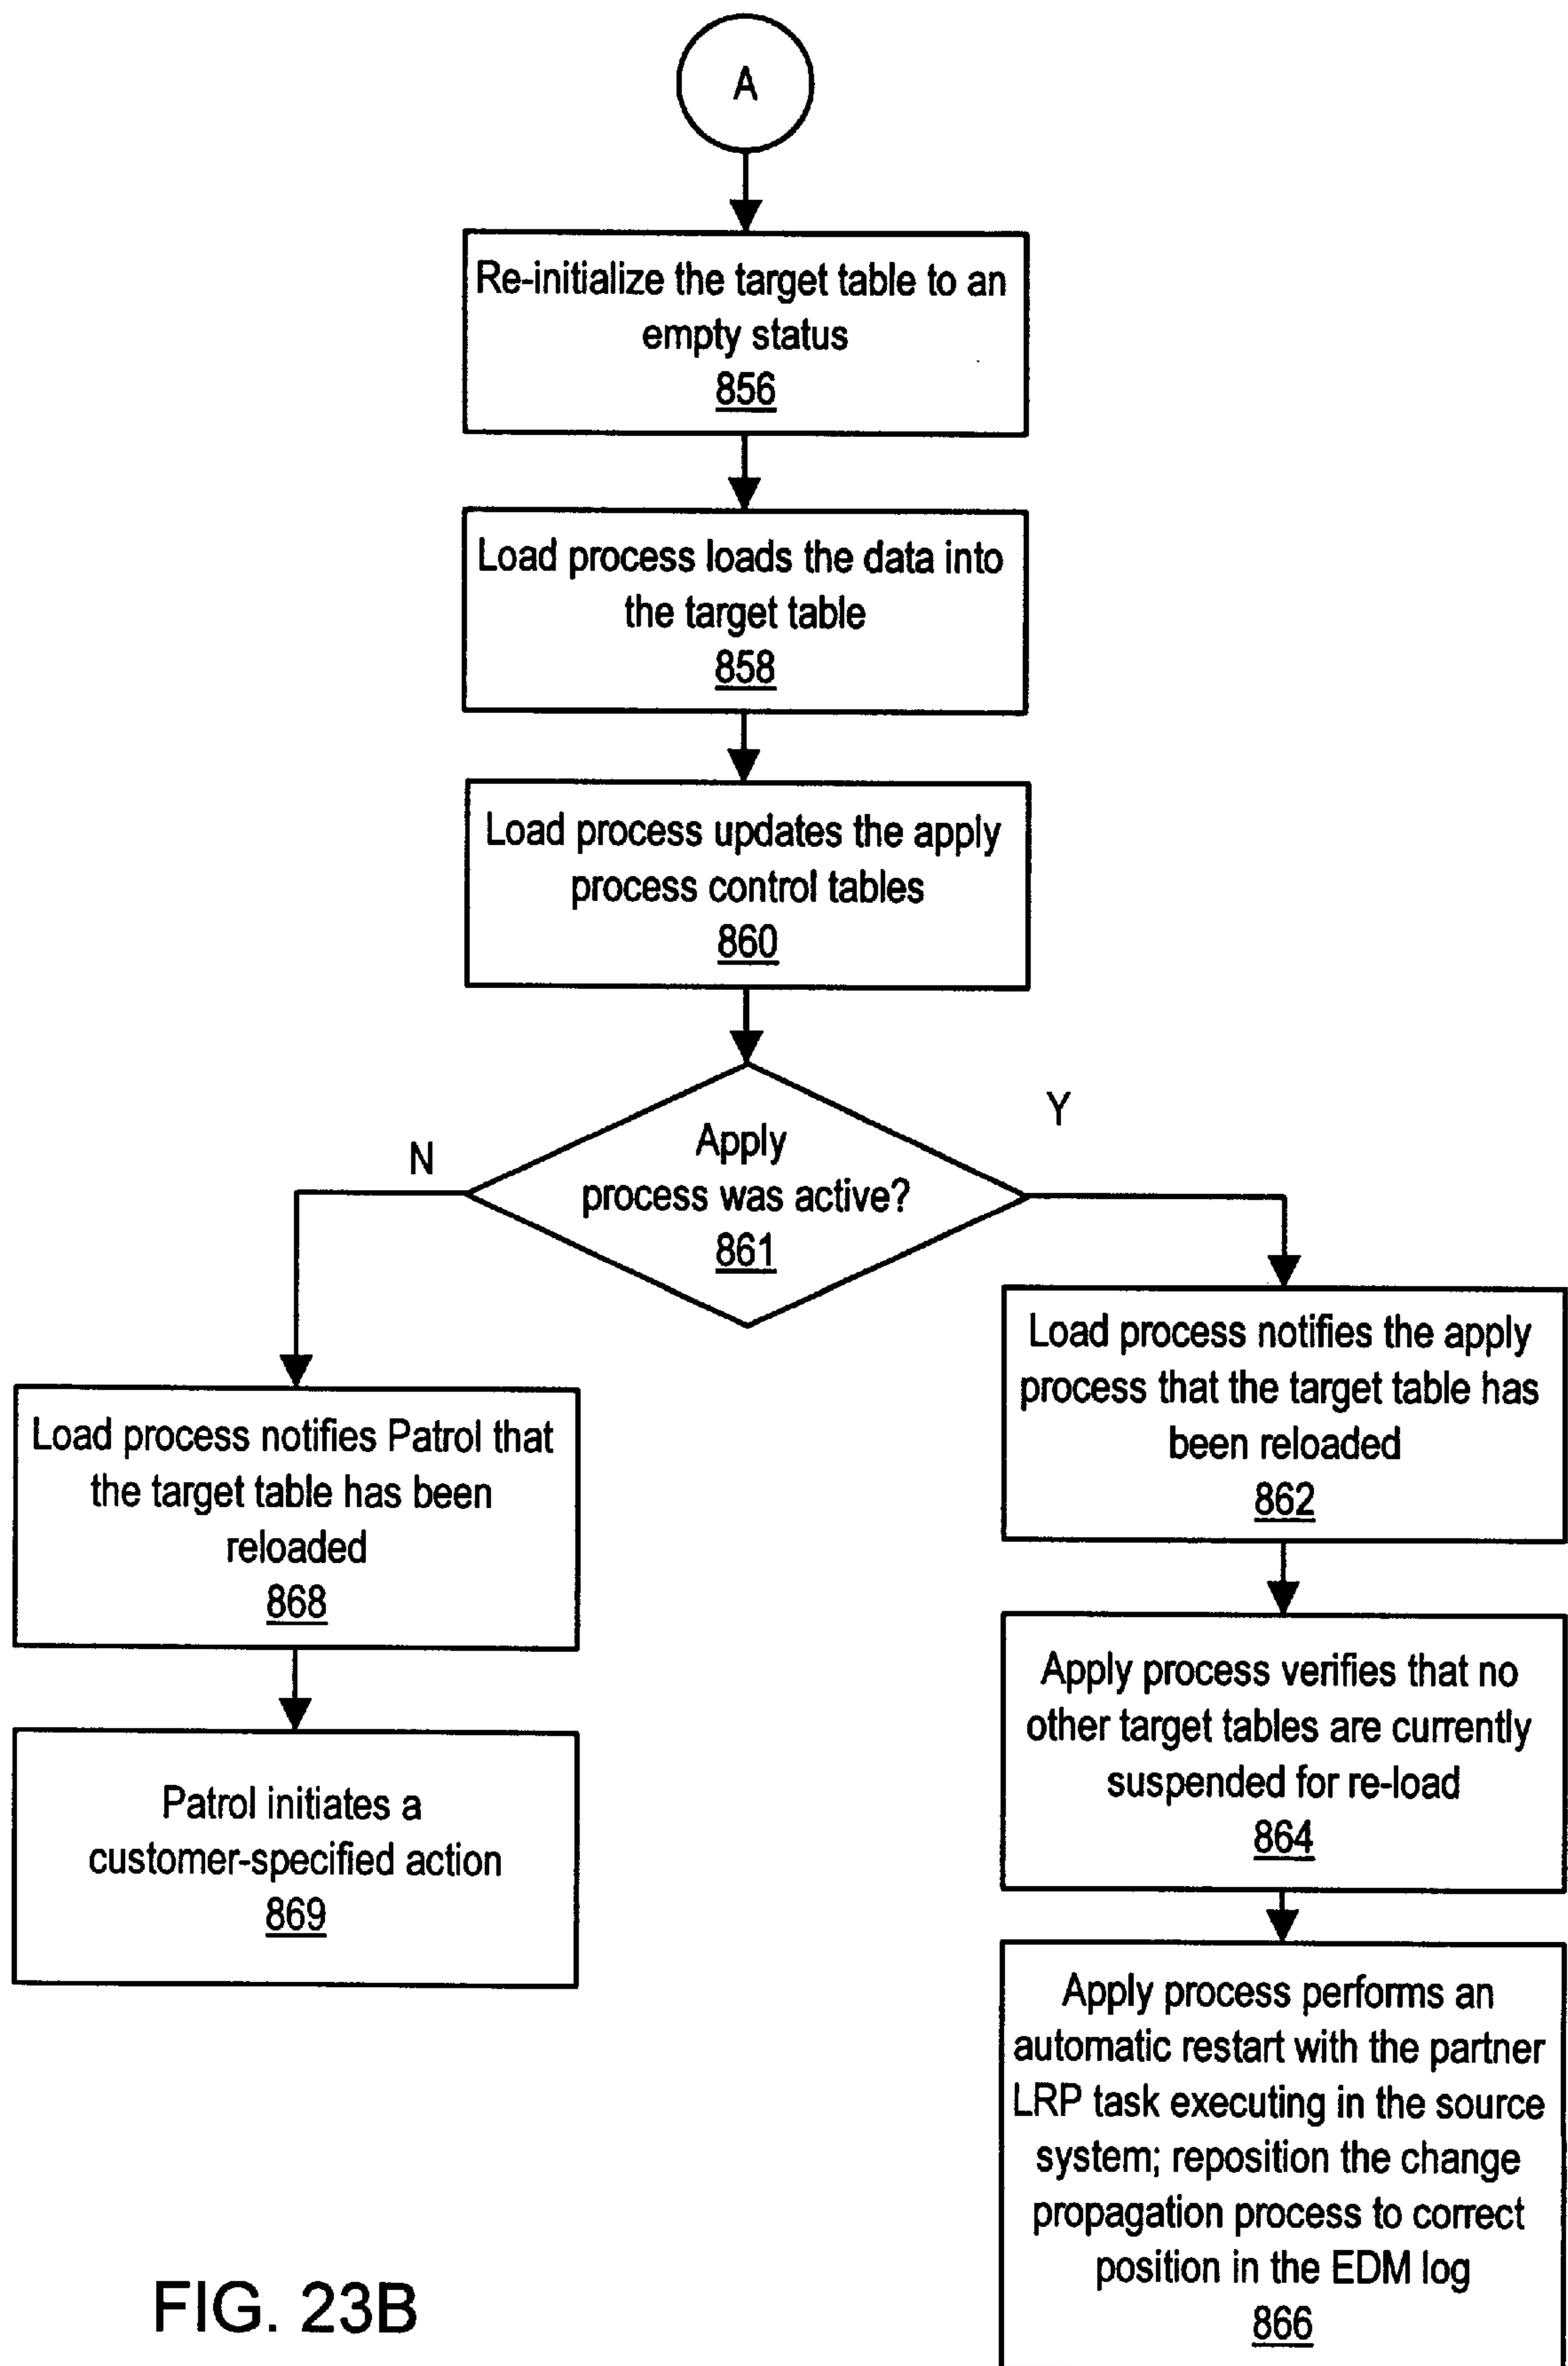 A
Re-initialize the target table to an
empty status
856
Load process loads the data into
the target table
858
Load process updates the apply
process control tables
860
Apply
process was active?
861
N
Y
Load process notifies Patrol that
the target table has been
reloaded
868
Patrol initiates a
customer-specified action
869
Load process notifies the apply
process that the target table has
been reloaded
862
Apply process verifies that no
other target tables are currently
suspended for re-load
864
Apply process performs an
automatic restart with the partner
LRP task executing in the source
system; reposition the change
propagation process to correct
position in the EDM log
866
FIG. 23B